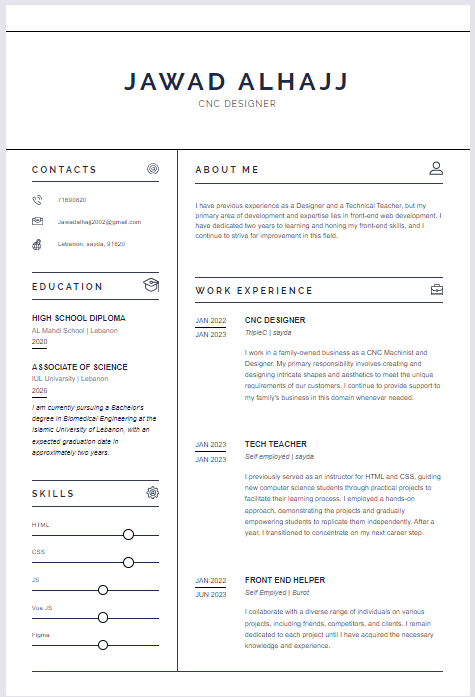 JAWAD ALHAJJ
CNC DESIGNER
CONTACTS
71690820
Jawadalhajj2002@gmail.com
Lebanon, sayda, 91820
EDUCATION
HIGH SCHOOL DIPLOMA
AL Mahdi School | Lebanon
2020
ASSOCIATE OF SCIENCE
IUL University | Lebanon
2026
I am currently pursuing a Bachelor's
degree in Biomedical Engineering at the
Islamic University of Lebanon, with an
expected graduation date in
approximately two years.
SKILLS
HTML
CSS
JS
Vue JS
Figma
ABOUT ME
I have previous experience as a Designer and a Technical Teacher, but my
primary area of development and expertise lies in front-end web development. I
have dedicated two years to learning and honing my front-end skills, and I
continue to strive for improvement in this field.
WORK EXPERIENCE
JAN 2022
JAN 2023
CNC DESIGNER
TripleC | sayda
I work in a family-owned business as a CNC Machinist and
Designer. My primary responsibility involves creating and
designing intricate shapes and aesthetics to meet the unique
requirements of our customers. I continue to provide support to
my family's business in this domain whenever needed.
JAN 2023
JAN 2023
TECH TEACHER
Self employed | sayda
I previously served as an instructor for HTML and CSS, guiding
new computer science students through practical projects to
facilitate their learning process. I employed a hands-on
approach, demonstrating the projects and gradually
empowering students to replicate them independently. After a
year, I transitioned to concentrate on my next career step.
JAN 2022
JUN 2023
FRONT END HELPER
Self Emplyed | Burot
I collaborate with a diverse range of individuals on various
projects, including friends, competitors, and clients. I remain
dedicated to each project until I have acquired the necessary
knowledge and experience.